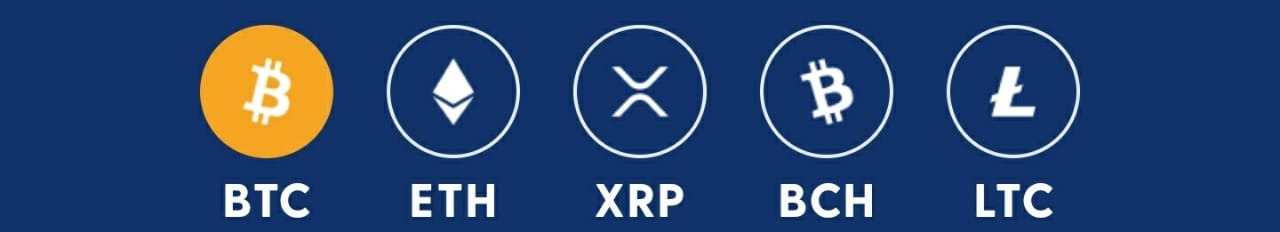 BTC ETH XRP BCH LTC